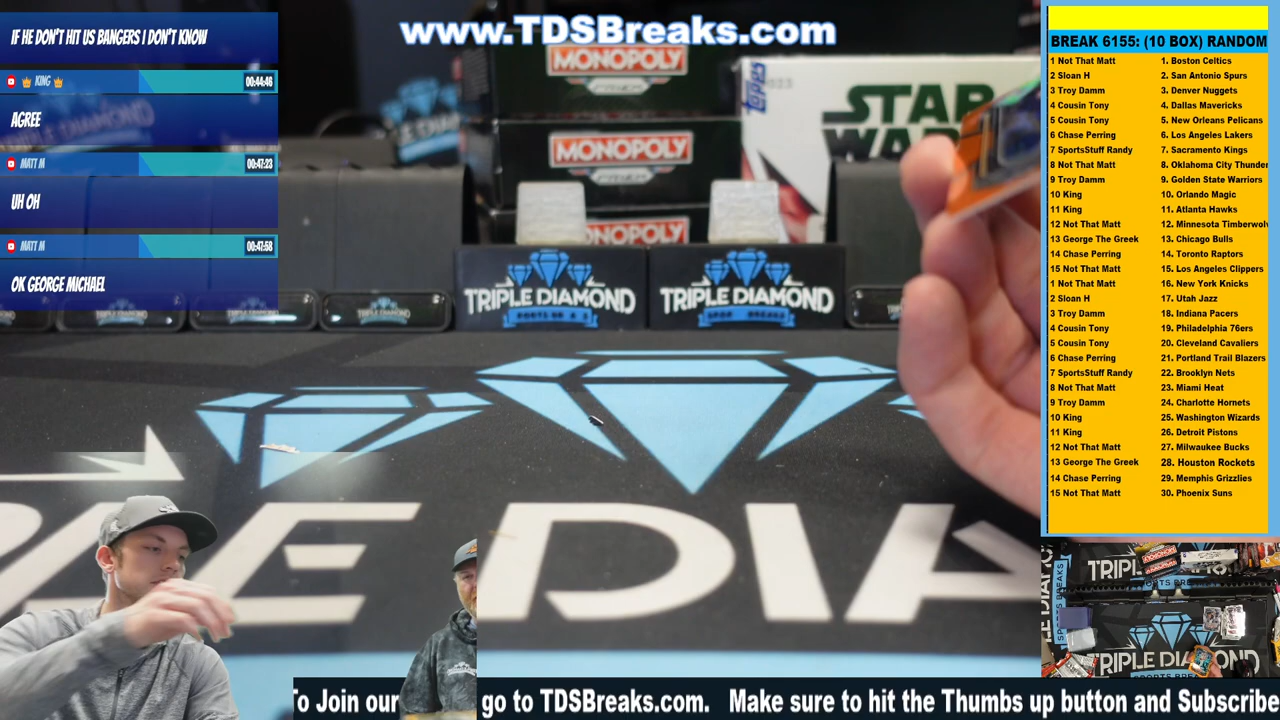 IF HE DON'T HIT US BANGERS I DON'T KNOW
KING
00:44:46
AGREE
MATT M
00:47:23
UH OH
MATT M
00:47:58
OK GEORGE MICHAEL
www.TDSBreaks.com
MONOPOLY
PRIZM
MONOPOLY
PRIZM
MONOPOLY
TOPPS
STAR
WARS
TRIPLE DIAMOND
TRIPLE DIAMOND
BREAK 6155: (10 BOX) RANDOM
1 Not That Matt 1. Boston Celtics
2 Sloan H 2. San Antonio Spurs
3 Troy Damm 3. Denver Nuggets
4 Cousin Tony 4. Dallas Mavericks
5 Cousin Tony 5. New Orleans Pelicans
6 Chase Perring 6. Los Angeles Lakers
7 SportsStuff Randy 7. Sacramento Kings
8 Not That Matt 8. Oklahoma City Thunder
9 Troy Damm 9. Golden State Warriors
10 King 10. Orlando Magic
11 King 11. Atlanta Hawks
12 Not That Matt 12. Minnesota Timberwol
13 George The Greek 13. Chicago Bulls
14 Chase Perring 14. Toronto Raptors
15 Not That Matt 15. Los Angeles Clippers
1 Not That Matt 16. New York Knicks
2 Sloan H 17. Utah Jazz
3 Troy Damm 18. Indiana Pacers
4 Cousin Tony 19. Philadelphia 76ers
5 Cousin Tony 20. Cleveland Cavaliers
6 Chase Perring 21. Portland Trail Blazers
7 SportsStuff Randy 22. Brooklyn Nets
8 Not That Matt 23. Miami Heat
9 Troy Damm 24. Charlotte Hornets
10 King 25. Washington Wizards
11 King 26. Detroit Pistons
12 Not That Matt 27. Milwaukee Bucks
13 George The Greek 28. Houston Rockets
14 Chase Perring 29. Memphis Grizzlies
15 Not That Matt 30. Phoenix Suns
PLE DIA
TRIPLE DIAMOND
To Join our go to TDSBreaks.com. Make sure to hit the Thumbs up button and Subscribe